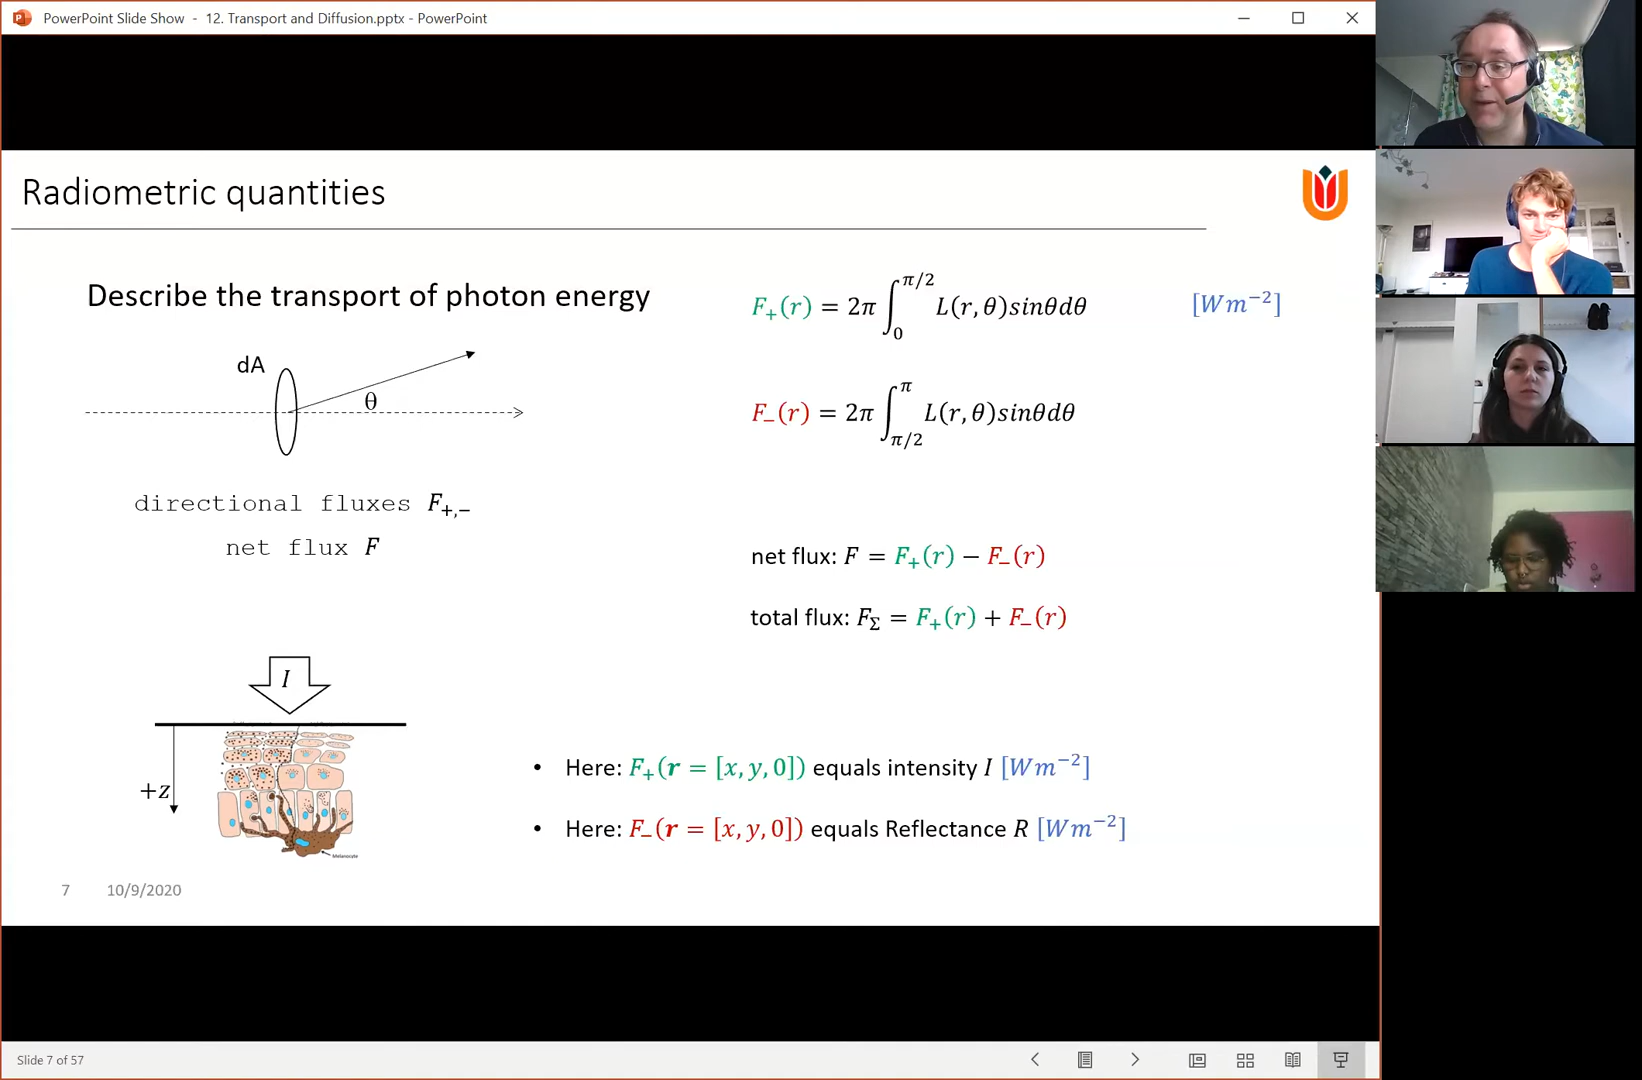 PowerPoint Slide Show - 12. Transport and Diffusion.pptx - PowerPoint
Radiometric quantities
Describe the transport of photon energy
dA
θ
directional fluxes F₊,₋
net flux F
F₊(r) = 2π ∫₀^{π/2} L(r, θ)sinθdθ [Wm⁻²]
F₋(r) = 2π ∫_{π/2}^{π} L(r, θ)sinθdθ
net flux: F = F₊(r) − F₋(r)
total flux: F_Σ = F₊(r) + F₋(r)
I
+z
Melanocyte
• Here: F₊(r = [x, y, 0]) equals intensity I [Wm⁻²]
• Here: F₋(r = [x, y, 0]) equals Reflectance R [Wm⁻²]
7 10/9/2020
Slide 7 of 57